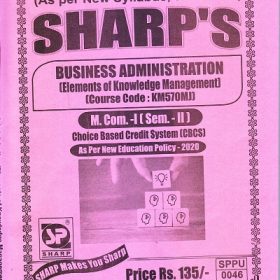 (As per New Syllabus,
SHARP'S
BUSINESS ADMINISTRATION
[Elements of Knowledge Management]
(Course Code : KM570MJ)
M. Com.-I ( Sem. - II )
Choice Based Credit System (CBCS)
As Per New Education Policy - 2020
SP
SHARP
SHARP Makes You Sharp
Price Rs. 135/-
SPPU
0046